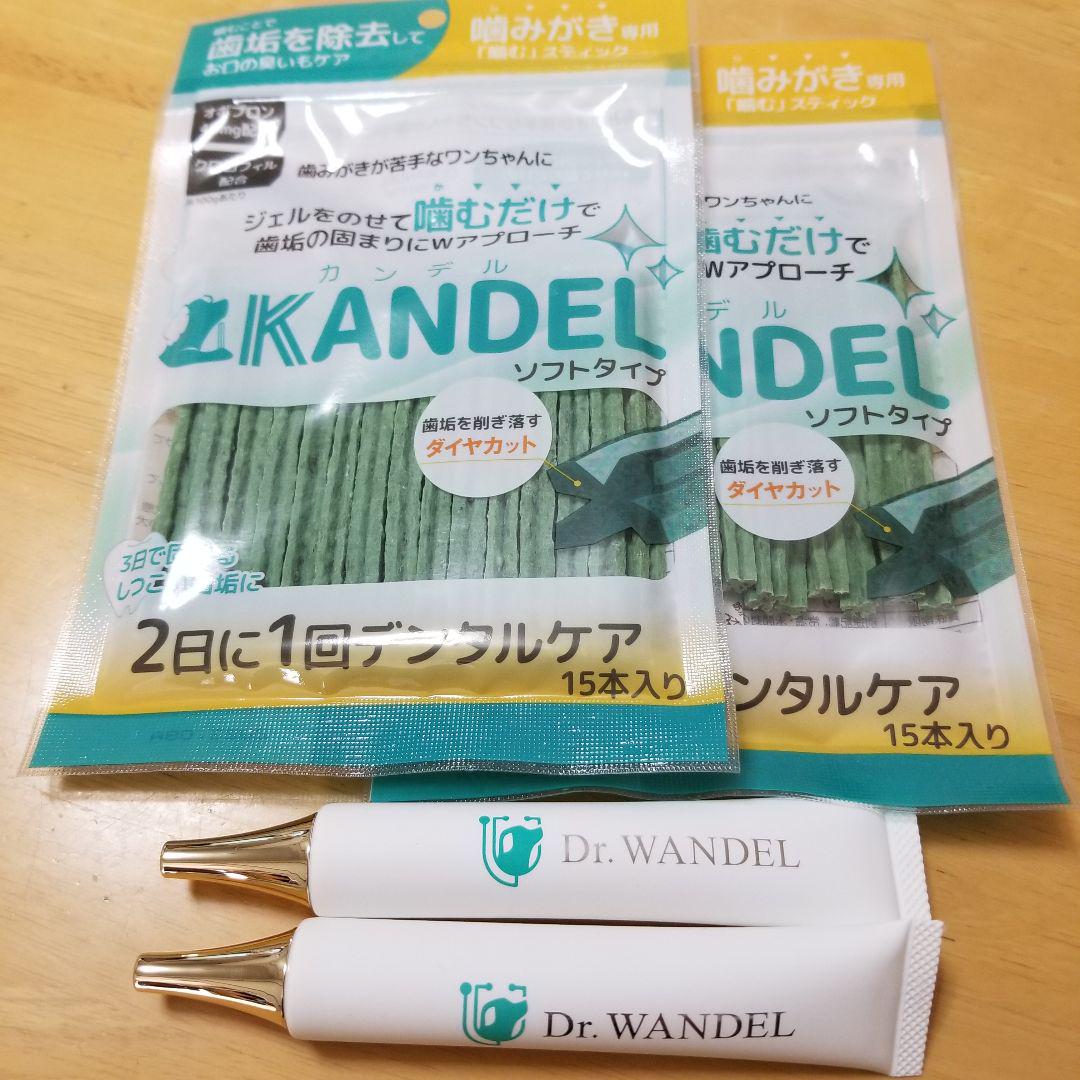 噛むことで
歯垢を除去して
お口の臭いもケア
噛みがき専用
「噛む」スティック
配合
歯みがきが苦手なワンちゃんに
ジェルをのせて噛むだけで
歯垢の固まりにWアプローチ
カンデル
KANDEL
ソフトタイプ
歯垢を削ぎ落す
ダイヤカット
2日に1回デンタルケア
15本入り
噛みがき専用
「噛む」スティック
ワンちゃんに
噛むだけで
Wアプローチ
デル
NDEL
ソフトタイプ
歯垢を削ぎ落す
ダイヤカット
ンタルケア
15本入り
Dr. WANDEL
Dr. WANDEL